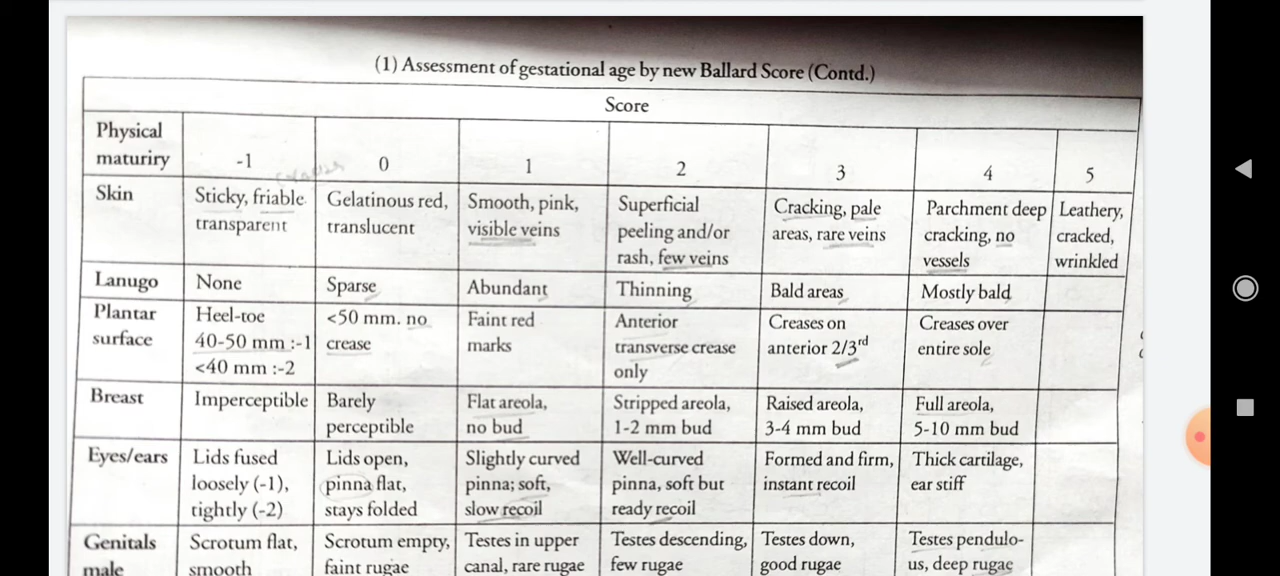 (1) Assessment of gestational age by new Ballard Score (Contd.)
Score
Physical
maturiry
-1
0
1
2
3
4
5
Skin
Sticky, friable
transparent
Gelatinous red,
translucent
Smooth, pink,
visible veins
Superficial
peeling and/or
rash, few veins
Cracking, pale
areas, rare veins
Parchment deep
cracking, no
vessels
Leathery,
cracked,
wrinkled
Lanugo
None
Sparse
Abundant
Thinning
Bald areas
Mostly bald
Plantar
surface
Heel-toe
40-50 mm :-1
<40 mm :-2
<50 mm. no
crease
Faint red
marks
Anterior
transverse crease
only
Creases on
anterior 2/3rd
Creases over
entire sole
Breast
Imperceptible
Barely
perceptible
Flat areola,
no bud
Stripped areola,
1-2 mm bud
Raised areola,
3-4 mm bud
Full areola,
5-10 mm bud
Eyes/ears
Lids fused
loosely (-1),
tightly (-2)
Lids open,
pinna flat,
stays folded
Slightly curved
pinna; soft,
slow recoil
Well-curved
pinna, soft but
ready recoil
Formed and firm,
instant recoil
Thick cartilage,
ear stiff
Genitals
male
Scrotum flat,
smooth
Scrotum empty,
faint rugae
Testes in upper
canal, rare rugae
Testes descending,
few rugae
Testes down,
good rugae
Testes pendulo-
us, deep rugae